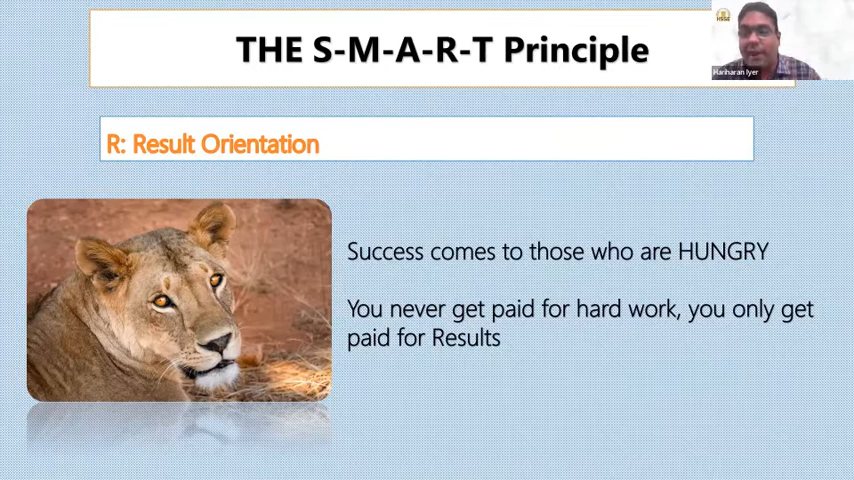 THE S-M-A-R-T Principle
HSSE
Hariharan Iyer
R: Result Orientation
Success comes to those who are HUNGRY
You never get paid for hard work, you only get
paid for Results